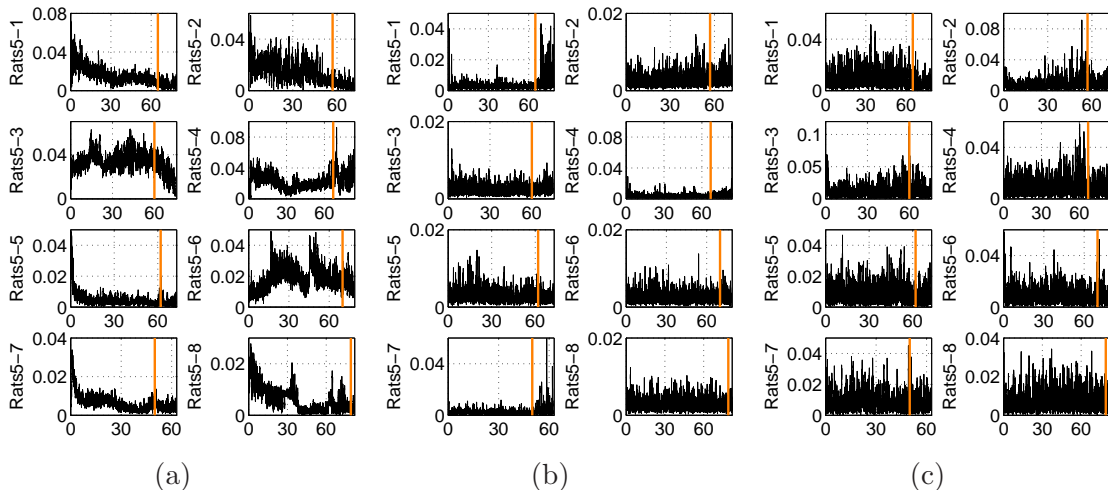 Rats5-1 0.04 0 0 30 60
Rats5-2 0.04 0 0 30 60
Rats5-1 0.04 0.02 0 0 30 60
Rats5-2 0.02 0 0 30 60
Rats5-1 0.04 0 0 30 60
Rats5-2 0.08 0.04 0 0 30 60
Rats5-3 0.04 0 0 30 60
Rats5-4 0.08 0.04 0 0 30 60
Rats5-3 0.02 0 0 30 60
Rats5-4 0.04 0 0 30 60
Rats5-3 0.1 0.05 0 0 30 60
Rats5-4 0.04 0 0 30 60
Rats5-5 0.04 0.02 0 0 30 60
Rats5-6 0.04 0.02 0 0 30 60
Rats5-5 0.02 0 0 30 60
Rats5-6 0.02 0 0 30 60
Rats5-5 0.04 0 0 30 60
Rats5-6 0.04 0 0 30 60
Rats5-7 0.04 0.02 0 0 30 60
Rats5-8 0.02 0 0 30 60
Rats5-7 0.04 0 0 30 60
Rats5-8 0.02 0 0 30 60
Rats5-7 0.04 0.02 0 0 30 60
Rats5-8 0.04 0.02 0 0 30 60
(a) (b) (c)